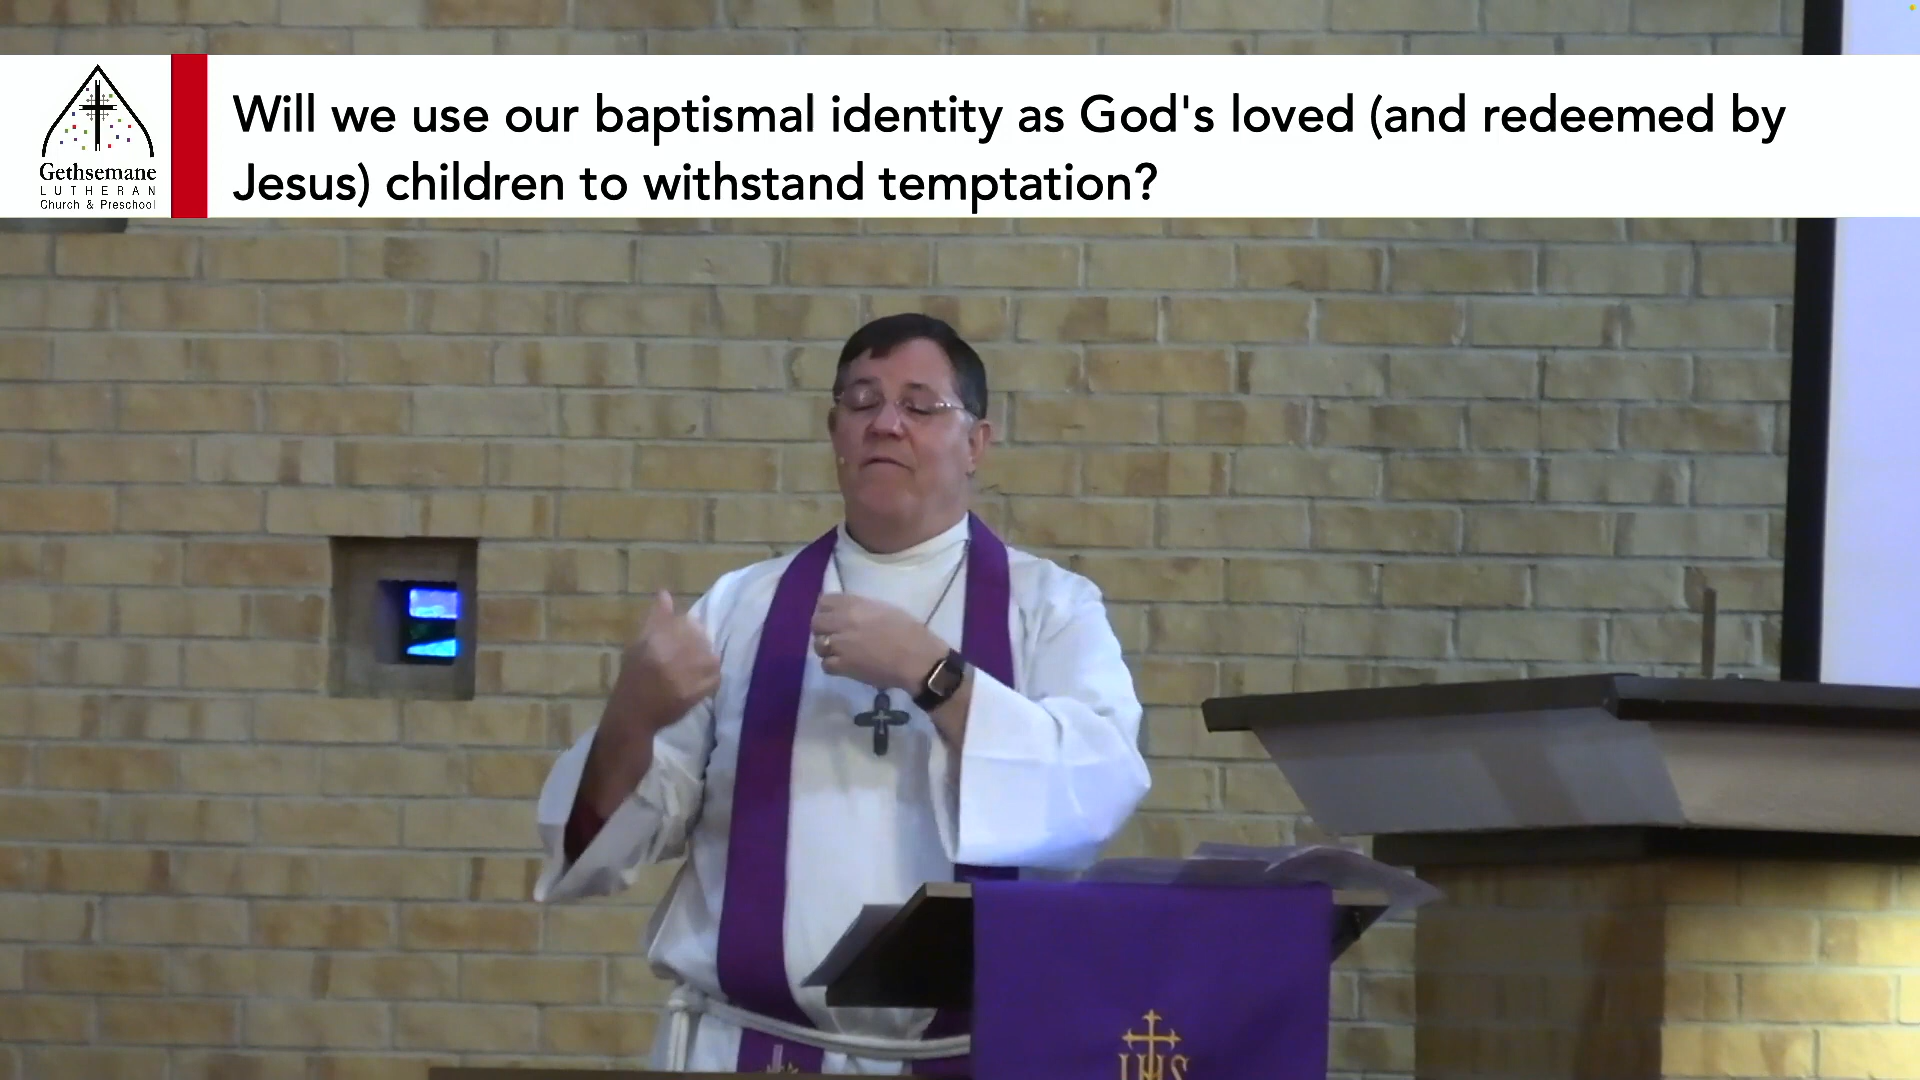 Will we use our baptismal identity as God's loved (and redeemed by
Jesus) children to withstand temptation?
Gethsemane
LUTHERAN
Church & Preschool
IHS